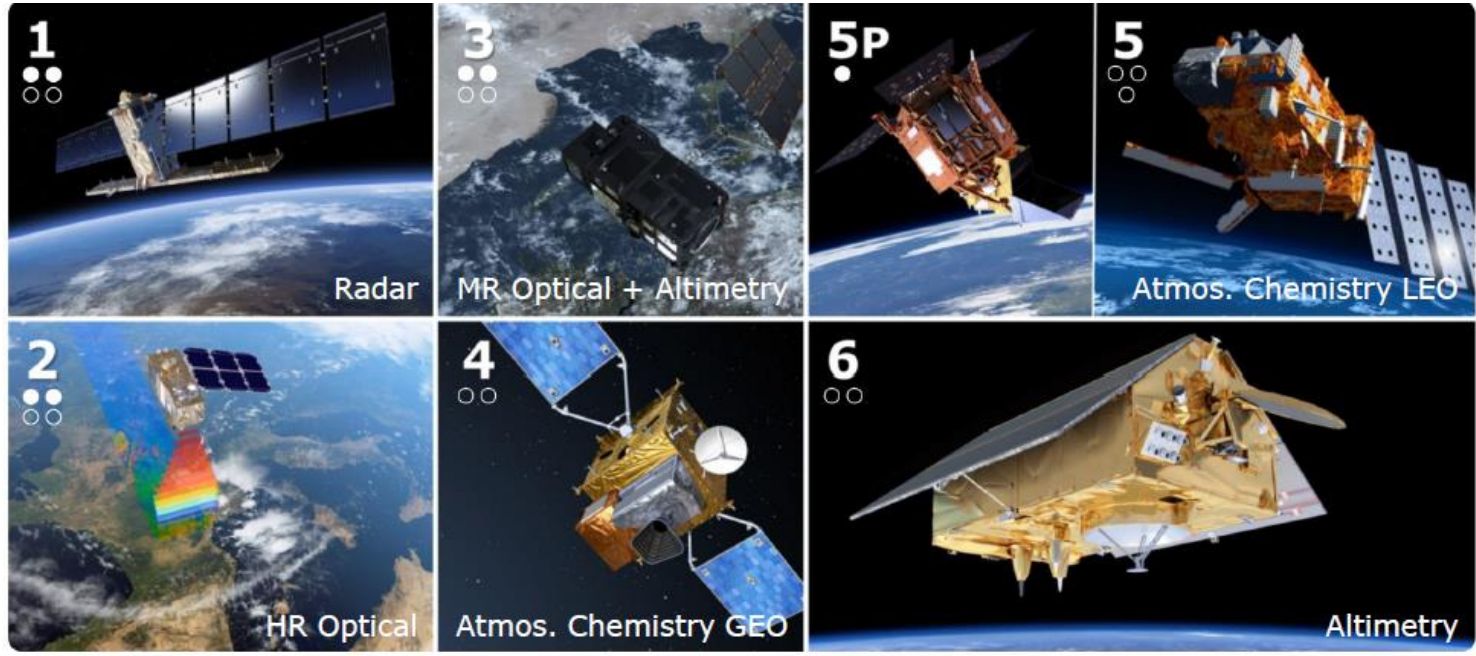 1
Radar
3
MR Optical + Altimetry
5P
5
Atmos. Chemistry LEO
2
HR Optical
4
Atmos. Chemistry GEO
6
Altimetry